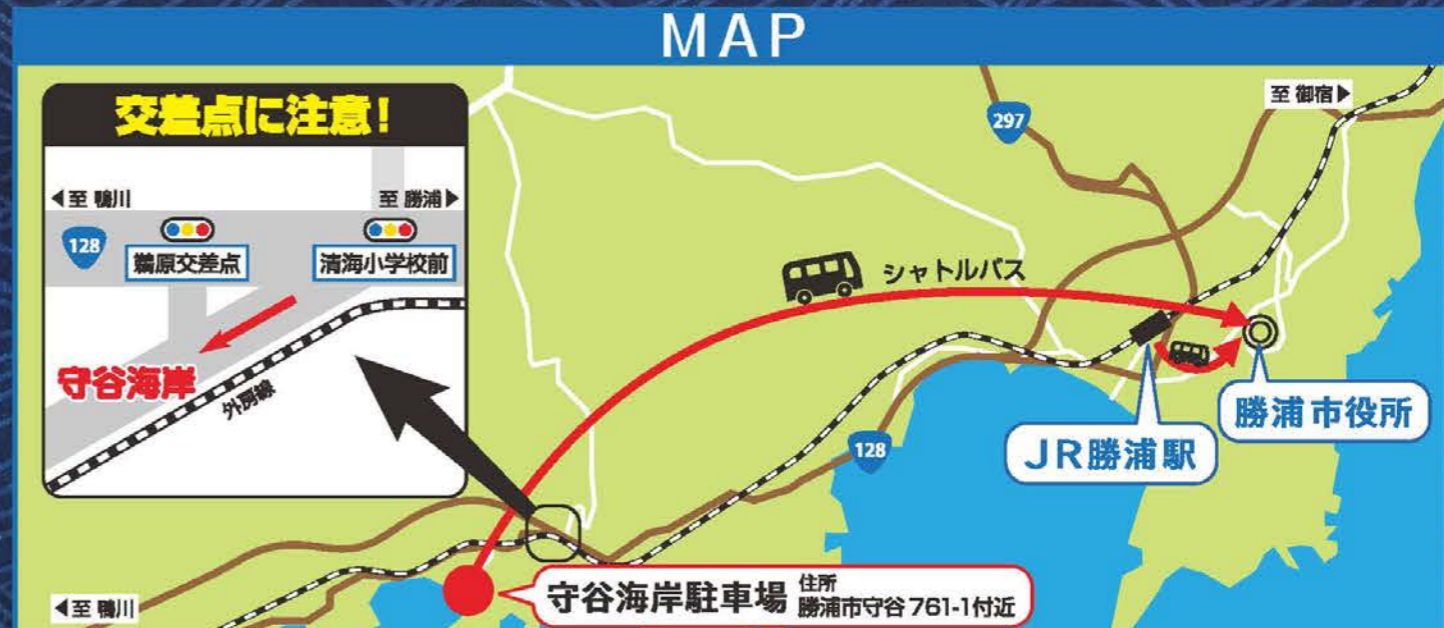 MAP
交差点に注意!
◀至 鴨川
至 勝浦▶
128
鵜原交差点
清海小学校前
守谷海岸
外房線
至 御宿▶
297
シャトルバス
128
JR勝浦駅
勝浦市役所
守谷海岸駐車場
住所
勝浦市守谷761-1付近
◀至 鴨川